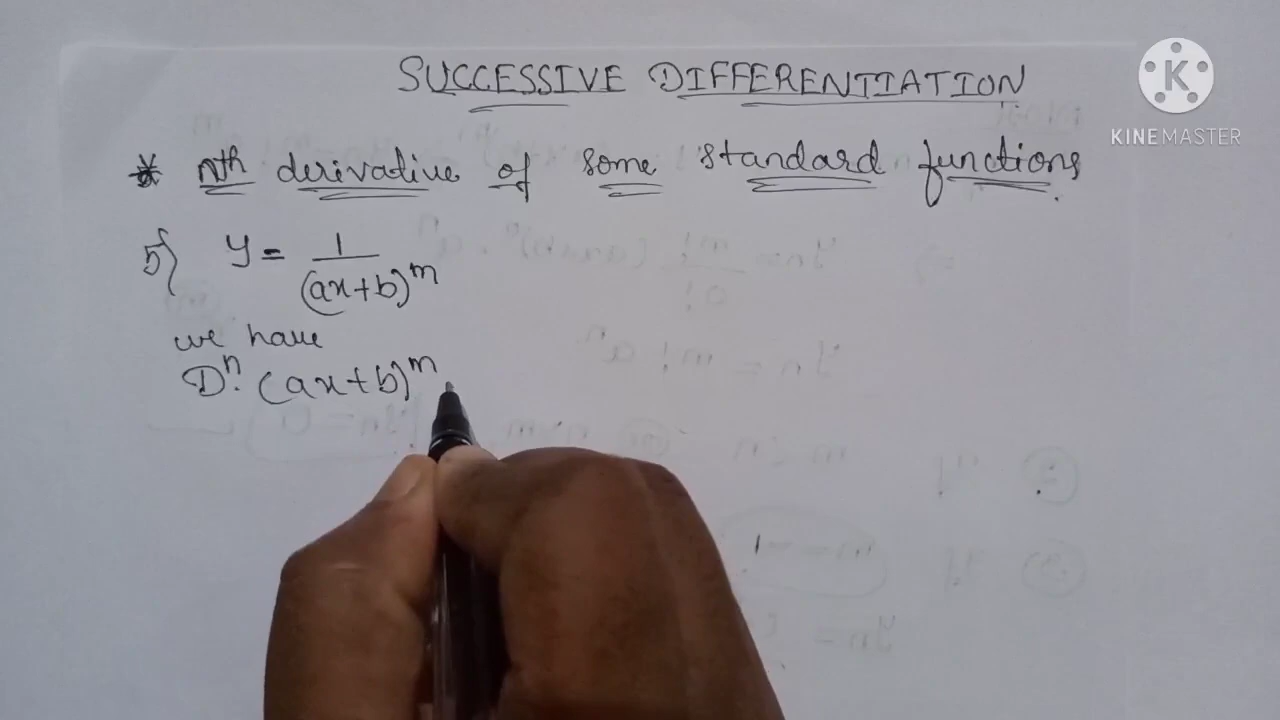 SUCCESSIVE DIFFERENTIATION
KINEMASTER
* nth derivative of some standard functions.
5} y = 1/(ax+b)^m
we have
D^n. (ax+b)^m